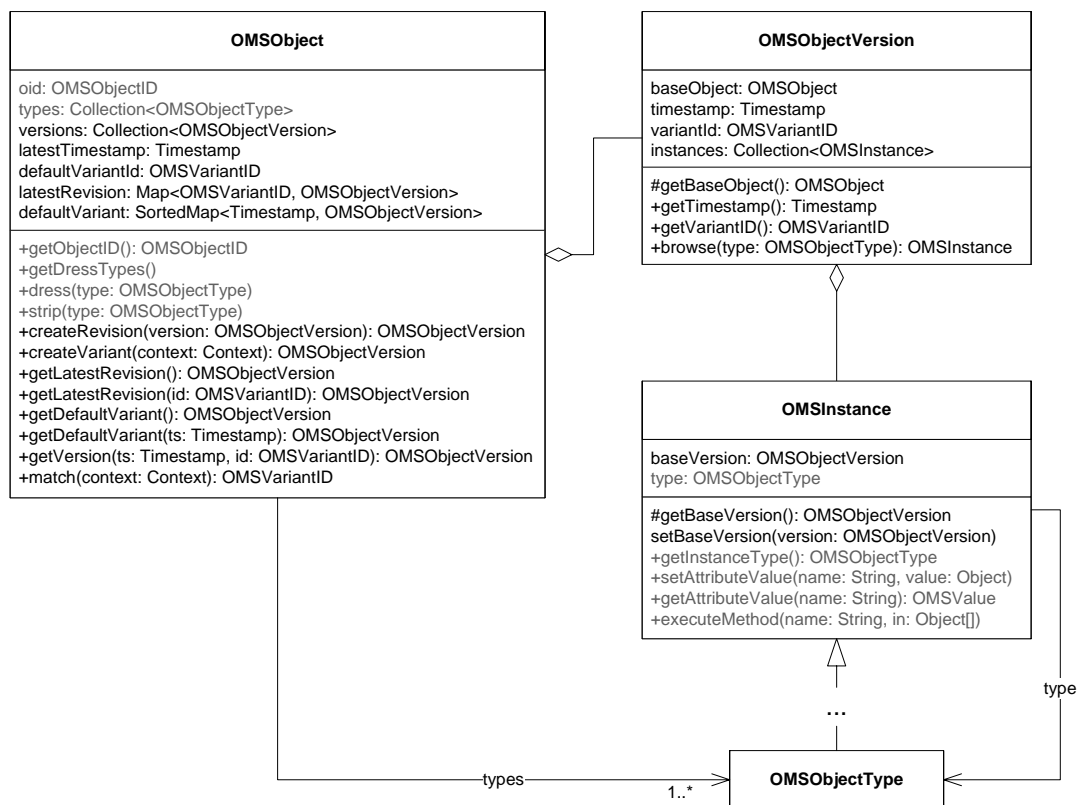 OMSObject
oid: OMSObjectID
types: Collection<OMSObjectType>
versions: Collection<OMSObjectVersion>
latestTimestamp: Timestamp
defaultVariantId: OMSVariantID
latestRevision: Map<OMSVariantID, OMSObjectVersion>
defaultVariant: SortedMap<Timestamp, OMSObjectVersion>
+getObjectID(): OMSObjectID
+getDressTypes()
+dress(type: OMSObjectType)
+strip(type: OMSObjectType)
+createRevision(version: OMSObjectVersion): OMSObjectVersion
+createVariant(context: Context): OMSObjectVersion
+getLatestRevision(): OMSObjectVersion
+getLatestRevision(id: OMSVariantID): OMSObjectVersion
+getDefaultVariant(): OMSObjectVersion
+getDefaultVariant(ts: Timestamp): OMSObjectVersion
+getVersion(ts: Timestamp, id: OMSVariantID): OMSObjectVersion
+match(context: Context): OMSVariantID
OMSObjectVersion
baseObject: OMSObject
timestamp: Timestamp
variantId: OMSVariantID
instances: Collection<OMSInstance>
#getBaseObject(): OMSObject
+getTimestamp(): Timestamp
+getVariantID(): OMSVariantID
+browse(type: OMSObjectType): OMSInstance
OMSInstance
baseVersion: OMSObjectVersion
type: OMSObjectType
#getBaseVersion(): OMSObjectVersion
setBaseVersion(version: OMSObjectVersion)
+getInstanceType(): OMSObjectType
+setAttributeValue(name: String, value: Object)
+getAttributeValue(name: String): OMSValue
+executeMethod(name: String, in: Object[])
type
...
types
1..*
OMSObjectType